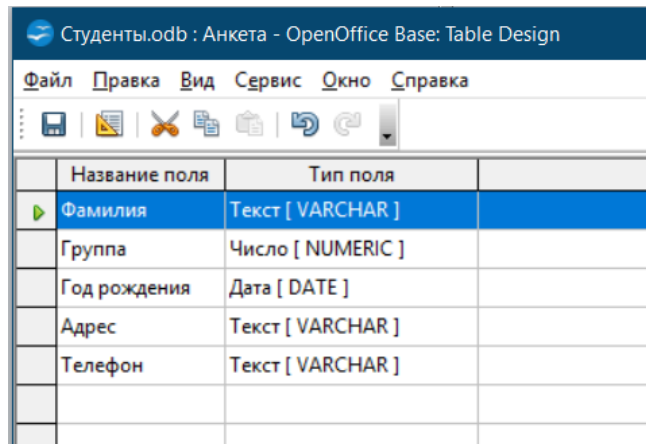 Студенты.odb : Анкета - OpenOffice Base: Table Design
Файл Правка Вид Сервис Окно Справка
Название поля Тип поля
Фамилия Текст [ VARCHAR ]
Группа Число [ NUMERIC ]
Год рождения Дата [ DATE ]
Адрес Текст [ VARCHAR ]
Телефон Текст [ VARCHAR ]